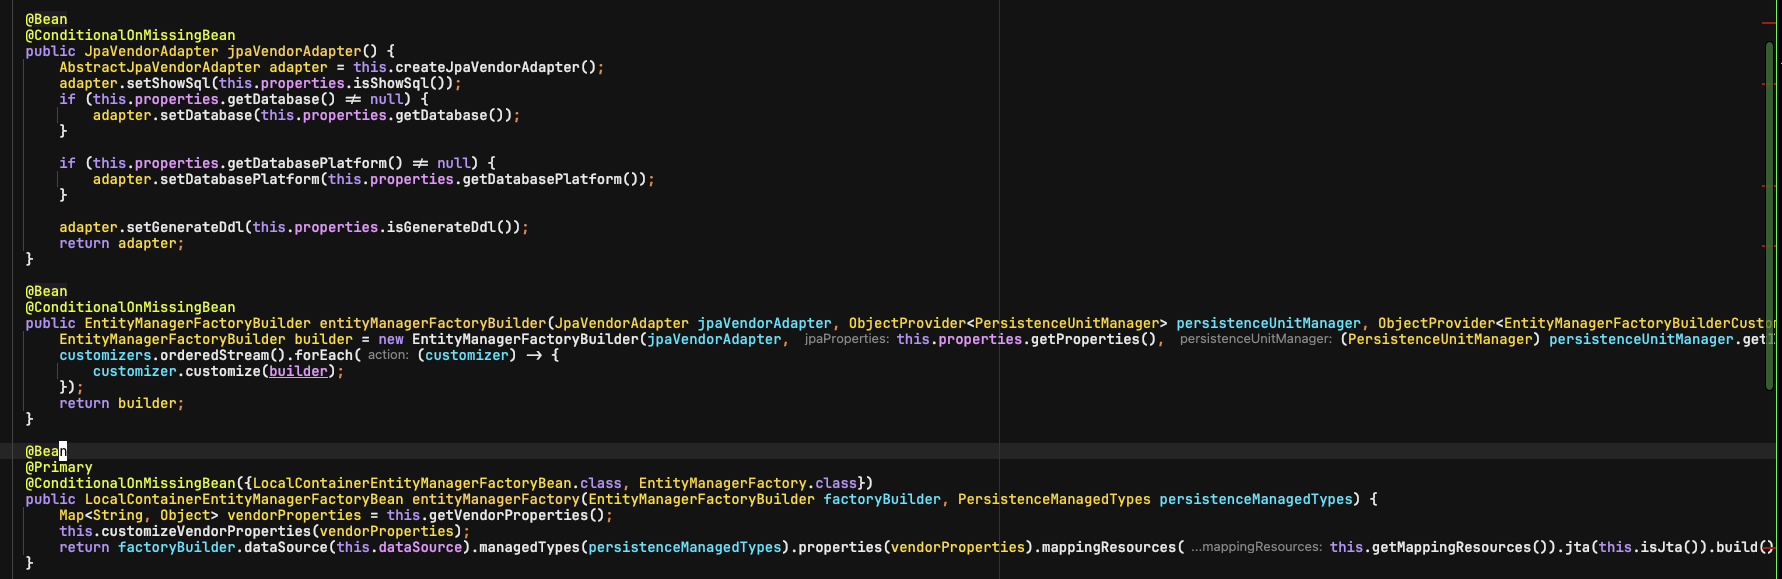 @Bean
@ConditionalOnMissingBean
public JpaVendorAdapter jpaVendorAdapter() {
AbstractJpaVendorAdapter adapter = this.createJpaVendorAdapter();
adapter.setShowSql(this.properties.isShowSql());
if (this.properties.getDatabase() ≠ null) {
adapter.setDatabase(this.properties.getDatabase());
}
if (this.properties.getDatabasePlatform() ≠ null) {
adapter.setDatabasePlatform(this.properties.getDatabasePlatform());
}
adapter.setGenerateDdl(this.properties.isGenerateDdl());
return adapter;
}
@Bean
@ConditionalOnMissingBean
public EntityManagerFactoryBuilder entityManagerFactoryBuilder(JpaVendorAdapter jpaVendorAdapter, ObjectProvider<PersistenceUnitManager> persistenceUnitManager, ObjectProvider<EntityManagerFactoryBuilderCusto
EntityManagerFactoryBuilder builder = new EntityManagerFactoryBuilder(jpaVendorAdapter, jpaProperties: this.properties.getProperties(), persistenceUnitManager: (PersistenceUnitManager) persistenceUnitManager.getI
customizers.orderedStream().forEach( action: (customizer) → {
customizer.customize(builder);
});
return builder;
}
@Bean
@Primary
@ConditionalOnMissingBean({LocalContainerEntityManagerFactoryBean.class, EntityManagerFactory.class})
public LocalContainerEntityManagerFactoryBean entityManagerFactory(EntityManagerFactoryBuilder factoryBuilder, PersistenceManagedTypes persistenceManagedTypes) {
Map<String, Object> vendorProperties = this.getVendorProperties();
this.customizeVendorProperties(vendorProperties);
return factoryBuilder.dataSource(this.dataSource).managedTypes(persistenceManagedTypes).properties(vendorProperties).mappingResources( ...mappingResources: this.getMappingResources()).jta(this.isJta()).build()
}